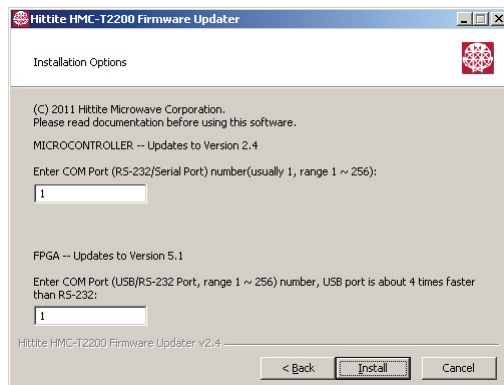 Hittite HMC-T2200 Firmware Updater
Installation Options
(C) 2011 Hittite Microwave Corporation.
Please read documentation before using this software.
MICROCONTROLLER -- Updates to Version 2.4
Enter COM Port (RS-232/Serial Port) number(usually 1, range 1 ~ 256):
1
FPGA -- Updates to Version 5.1
Enter COM Port (USB/RS-232 Port, range 1 ~ 256) number, USB port is about 4 times faster
than RS-232:
1
Hittite HMC-T2200 Firmware Updater v2.4
< Back Install Cancel